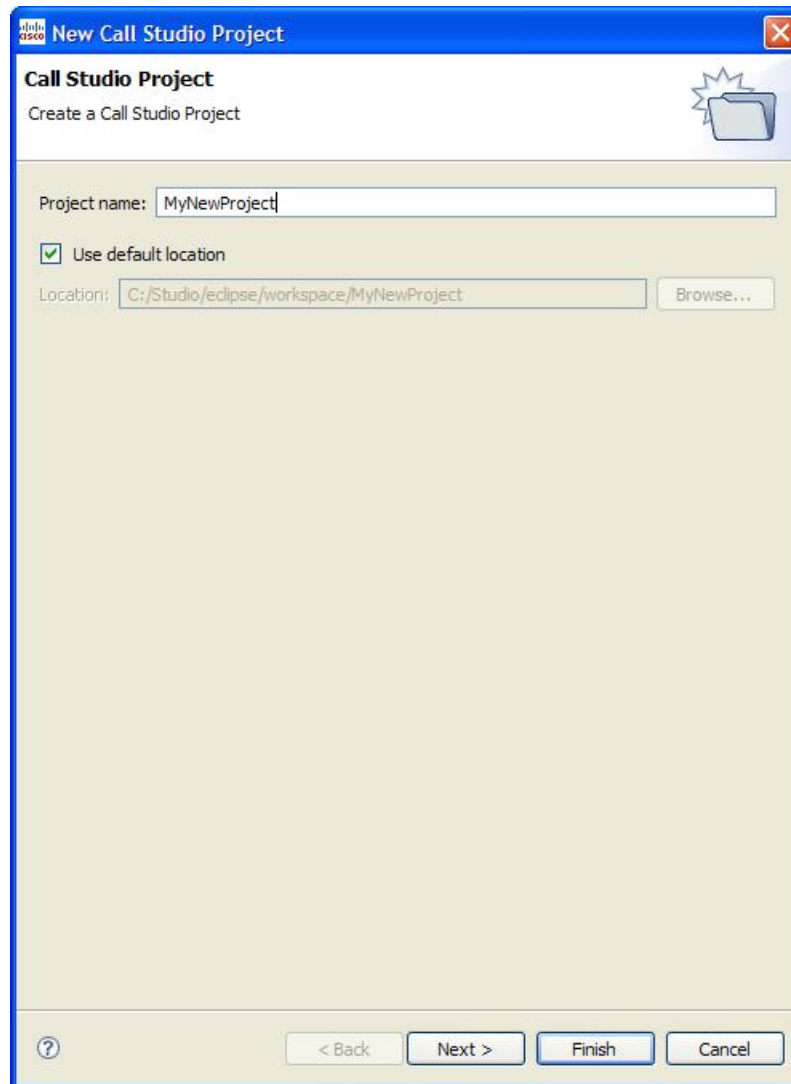 cisco New Call Studio Project
Call Studio Project
Create a Call Studio Project
Project name: MyNewProject
Use default location
Location: C:/Studio/eclipse/workspace/MyNewProject Browse...
? < Back Next > Finish Cancel